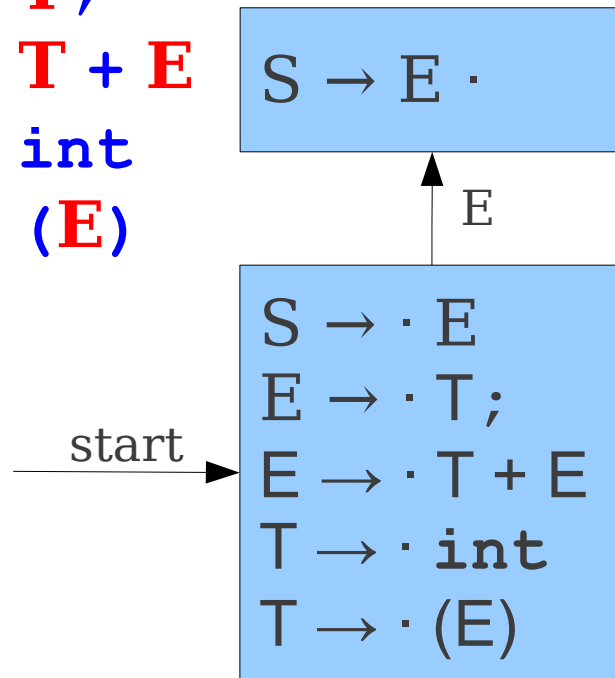 T;
T + E
int
(E)
S → E ·
E
S → · E
E → · T ;
E → · T + E
T → · int
T → · (E)
start